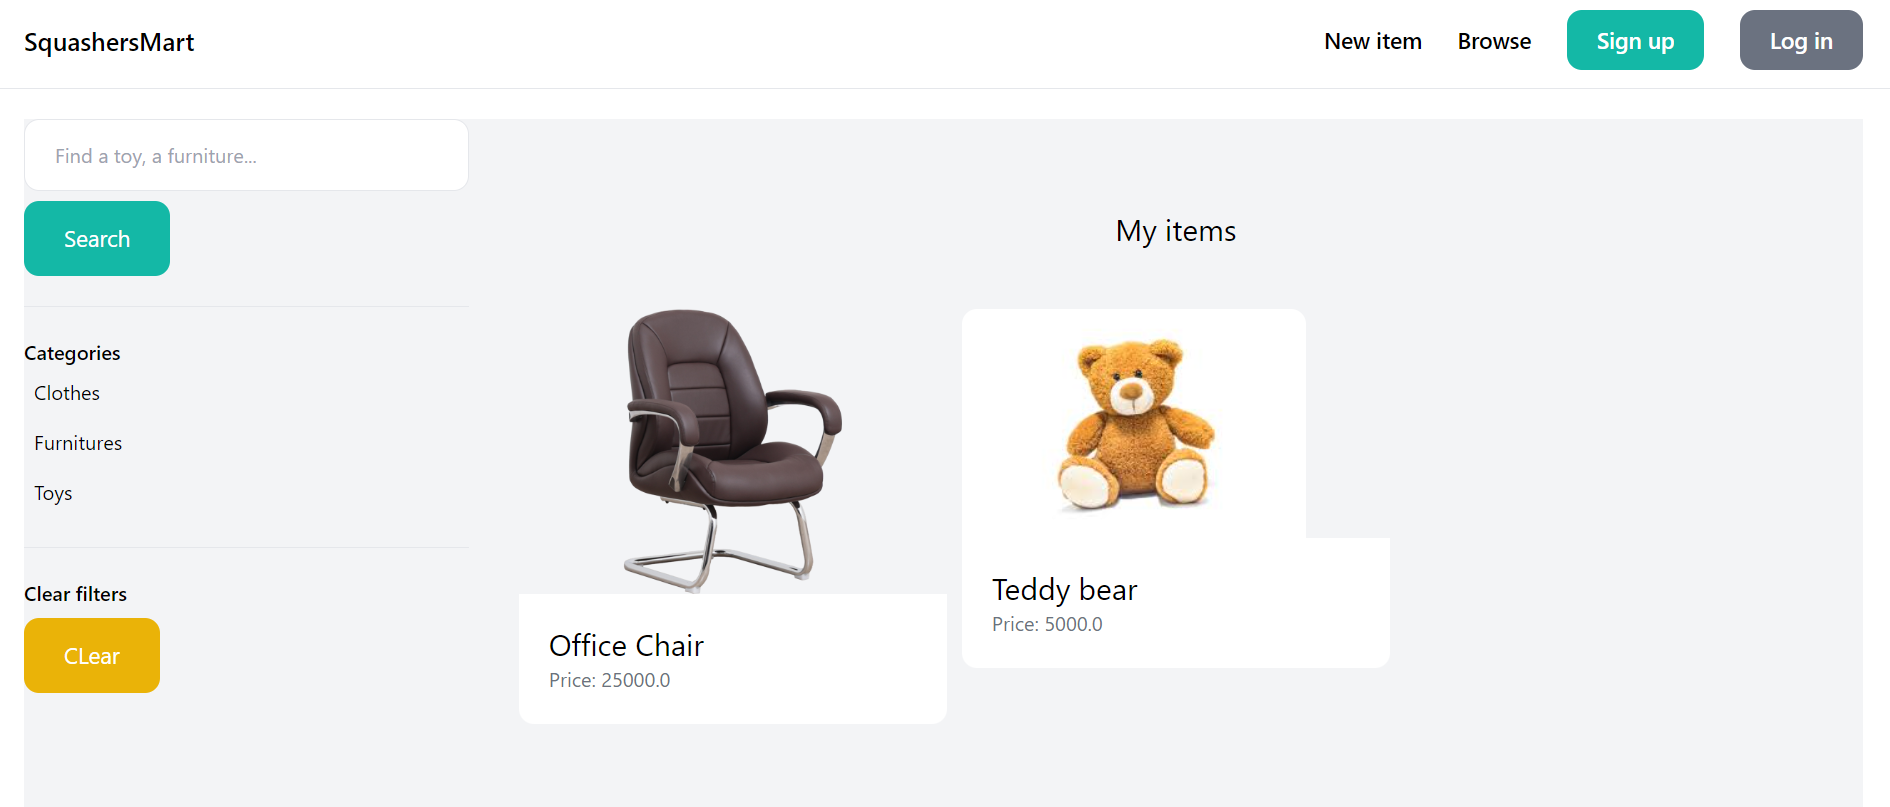 SquashersMart
New item
Browse
Sign up
Log in
Find a toy, a furniture...
Search
Categories
Clothes
Furnitures
Toys
Clear filters
CLear
My items
Office Chair
Price: 25000.0
Teddy bear
Price: 5000.0